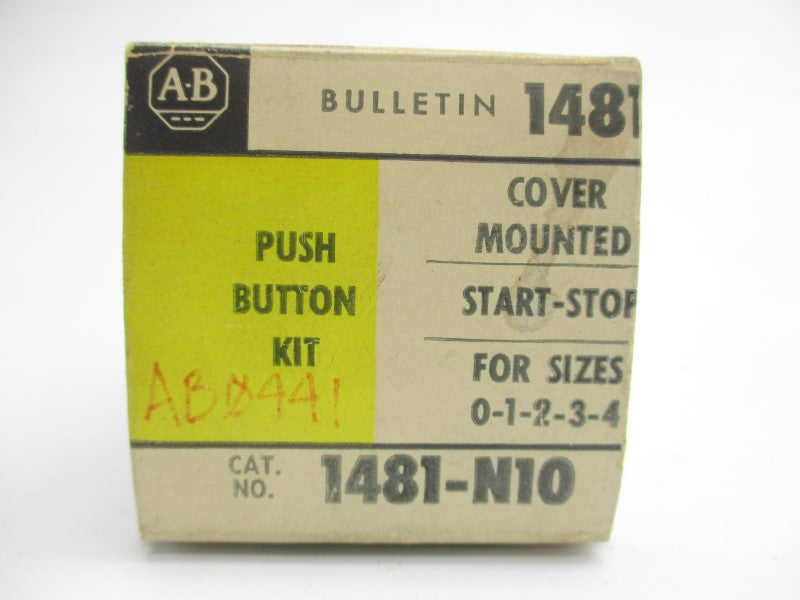 A-B
BULLETIN 1481
COVER
MOUNTED
PUSH
BUTTON
KIT
START-STOP
FOR SIZES
0-1-2-3-4
ABØ441
CAT.
NO.
1481-N10